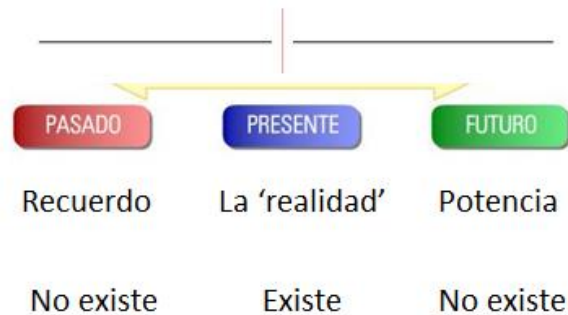 PASADO PRESENTE FUTURO
Recuerdo La ‘realidad’ Potencia
No existe Existe No existe